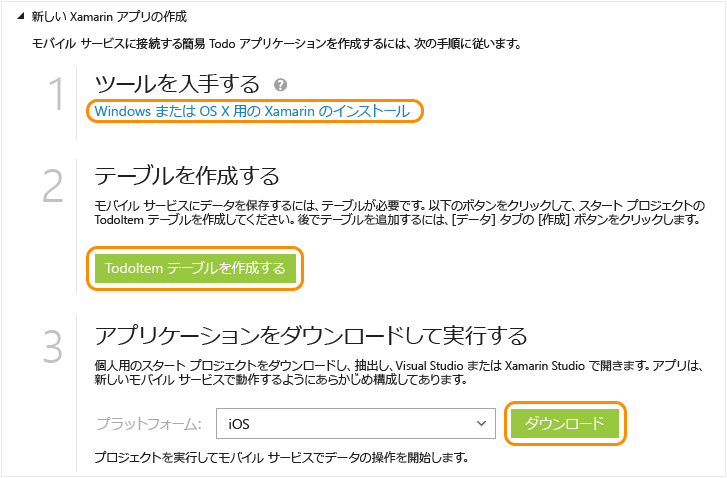 新しい Xamarin アプリの作成
モバイル サービスに接続する簡易 Todo アプリケーションを作成するには、次の手順に従います。
1
ツールを入手する ?
Windows または OS X 用の Xamarin のインストール
2
テーブルを作成する
モバイル サービスにデータを保存するには、テーブルが必要です。以下のボタンをクリックして、スタート プロジェクトの
TodoItem テーブルを作成してください。後でテーブルを追加するには、[データ] タブの [作成] ボタンをクリックします。
TodoItem テーブルを作成する
3
アプリケーションをダウンロードして実行する
個人用のスタート プロジェクトをダウンロードし、抽出し、Visual Studio または Xamarin Studio で開きます。アプリは、
新しいモバイル サービスで動作するようにあらかじめ構成してあります。
プラットフォーム: iOS ダウンロード
プロジェクトを実行してモバイル サービスでデータの操作を開始します。